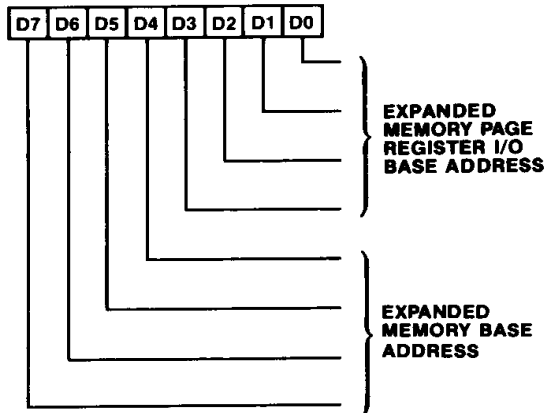 D7 D6 D5 D4 D3 D2 D1 D0
EXPANDED
MEMORY PAGE
REGISTER I/O
BASE ADDRESS
EXPANDED
MEMORY BASE
ADDRESS